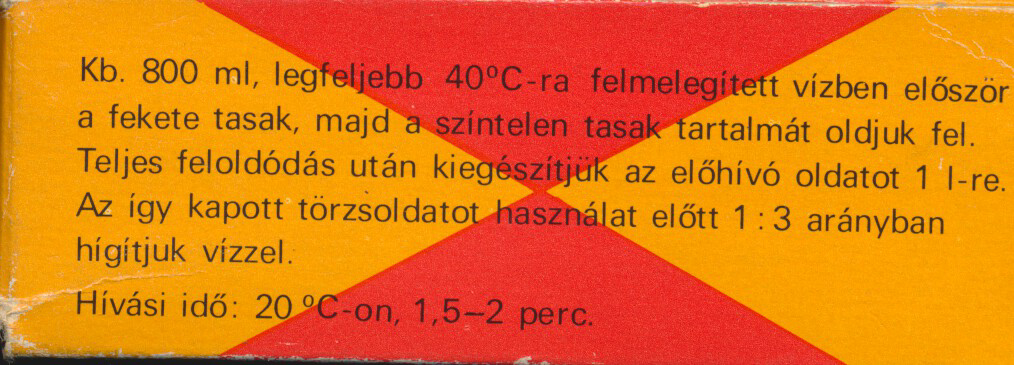 Kb. 800 ml, legfeljebb 40ºC-ra felmelegített vízben először
a fekete tasak, majd a színtelen tasak tartalmát oldjuk fel.
Teljes feloldódás után kiegészítjük az előhívó oldatot 1 l-re.
Az így kapott törzsoldatot használat előtt 1 : 3 arányban
hígítjuk vízzel.
Hívási idő: 20 ºC-on, 1,5–2 perc.